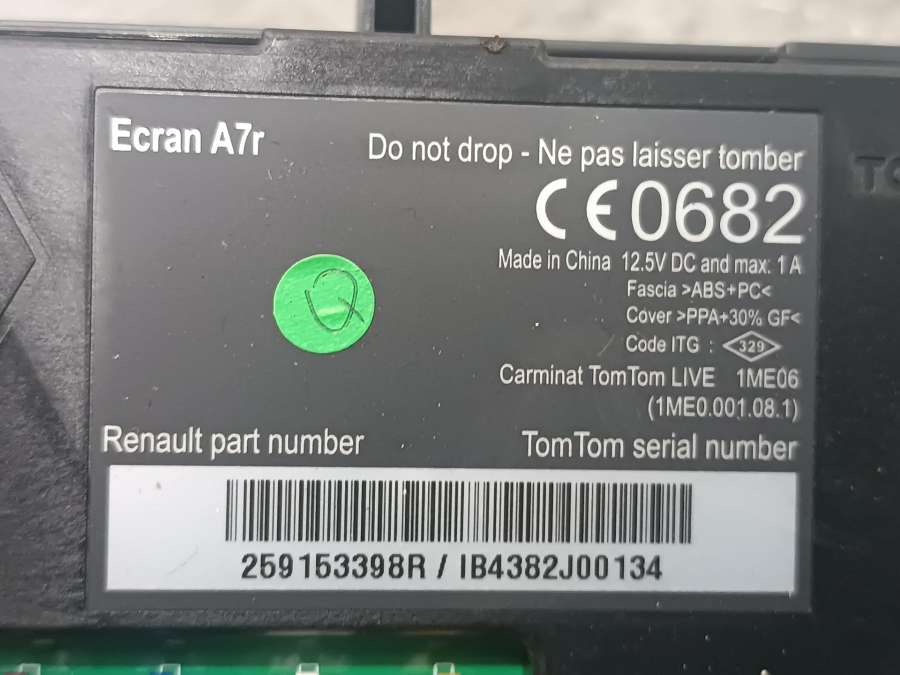 Ecran A7r
Do not drop - Ne pas laisser tomber
CE 0682
Made in China 12.5V DC and max: 1 A
Fascia >ABS+PC<
Cover >PPA+30% GF<
Code ITG : 329
Carminat TomTom LIVE 1ME06
(1ME0.001.08.1)
Renault part number
TomTom serial number
259153398R / IB4382J00134